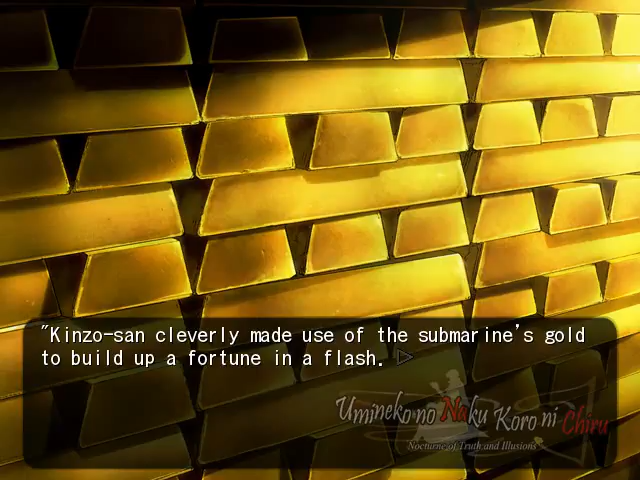 "Kinzo-san cleverly made use of the submarine's gold
to build up a fortune in a flash.
Umineko no Naku Koro ni Chiru
Nocturne of Truth and Illusions